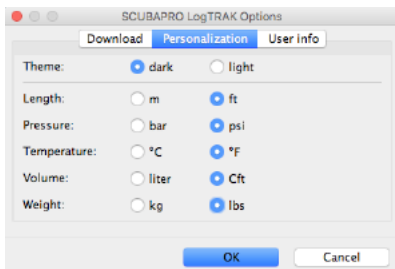 SCUBAPRO LogTRAK Options
Download Personalization User info
Theme: dark light
Length: m ft
Pressure: bar psi
Temperature: °C °F
Volume: liter Cft
Weight: kg lbs
OK Cancel